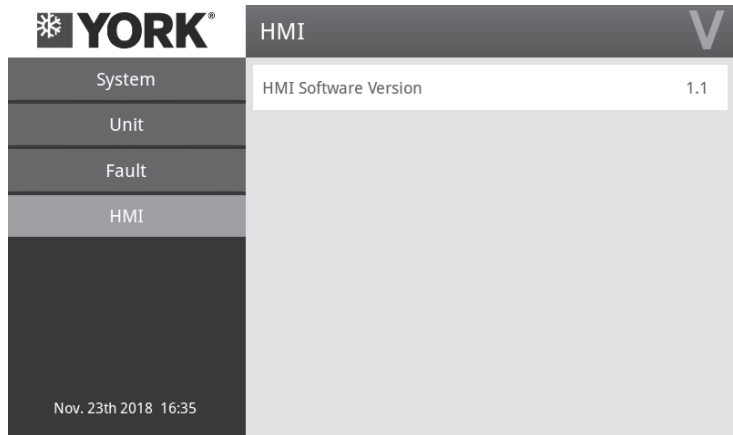 YORK®
HMI
V
System
HMI Software Version 1.1
Unit
Fault
HMI
Nov. 23th 2018 16:35